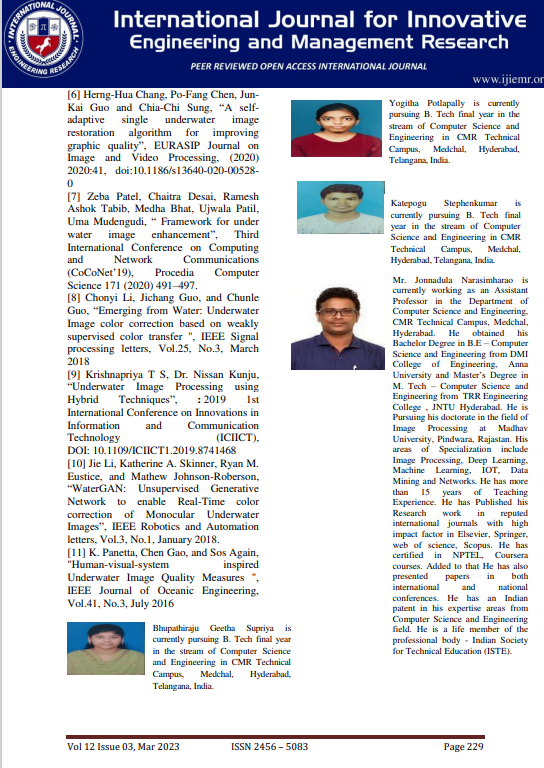 International Journal for Innovative
Engineering and Management Research
PEER REVIEWED OPEN ACCESS INTERNATIONAL JOURNAL
www.ijiemr.or
[6] Herng-Hua Chang, Po-Fang Chen, Jun-
Kai Guo and Chia-Chi Sung, “A self-
adaptive single underwater image
restoration algorithm for improving
graphic quality”, EURASIP Journal on
Image and Video Processing, (2020)
2020:41, doi:10.1186/s13640-020-00528-
0
[7] Zeba Patel, Chaitra Desai, Ramesh
Ashok Tabib, Medha Bhat, Ujwala Patil,
Uma Mudengudi, “ Framework for under
water image enhancement”, Third
International Conference on Computing
and Network Communications
(CoCoNet’19), Procedia Computer
Science 171 (2020) 491–497.
[8] Chonyi Li, Jichang Guo, and Chunle
Guo, “Emerging from Water: Underwater
Image color correction based on weakly
supervised color transfer ", IEEE Signal
processing letters, Vol.25, No.3, March
2018
[9] Krishnapriya T S, Dr. Nissan Kunju,
“Underwater Image Processing using
Hybrid Techniques”, : 2019 1st
International Conference on Innovations in
Information and Communication
Technology (ICIICT),
DOI: 10.1109/ICIICT1.2019.8741468
[10] Jie Li, Katherine A. Skinner, Ryan M.
Eustice, and Mathew Johnson-Roberson,
“WaterGAN: Unsupervised Generative
Network to enable Real-Time color
correction of Monocular Underwater
Images”, IEEE Robotics and Automation
letters, Vol.3, No.1, January 2018.
[11] K. Panetta, Chen Gao, and Sos Again,
"Human-visual-system inspired
Underwater Image Quality Measures ",
IEEE Journal of Oceanic Engineering,
Vol.41, No.3, July 2016
Bhupathiraju Geetha Supriya is
currently pursuing B. Tech final year
in the stream of Computer Science
and Engineering in CMR Technical
Campus, Medchal, Hyderabad,
Telangana, India.
Yogitha Potlapally is currently
pursuing B. Tech final year in the
stream of Computer Science and
Engineering in CMR Technical
Campus, Medchal, Hyderabad,
Telangana, India.
Katepogu Stephenkumar is
currently pursuing B. Tech final
year in the stream of Computer
Science and Engineering in CMR
Technical Campus, Medchal,
Hyderabad, Telangana, India.
Mr. Jonnadula Narasimharao is
currently working as an Assistant
Professor in the Department of
Computer Science and Engineering,
CMR Technical Campus, Medchal,
Hyderabad. He obtained his
Bachelor Degree in B.E – Computer
Science and Engineering from DMI
College of Engineering, Anna
University and Master’s Degree in
M. Tech – Computer Science and
Engineering from TRR Engineering
College , JNTU Hyderabad. He is
Pursuing his doctorate in the field of
Image Processing at Madhav
University, Pindwara, Rajastan. His
areas of Specialization include
Image Processing, Deep Learning,
Machine Learning, IOT, Data
Mining and Networks. He has more
than 15 years of Teaching
Experience. He has Published his
Research work in reputed
international journals with high
impact factor in Elsevier, Springer,
web of science, Scopus. He has
certified in NPTEL, Coursera
courses. Added to that He has also
presented papers in both
international and national
conferences. He has an Indian
patent in his expertise areas from
Computer Science and Engineering
field. He is a life member of the
professional body - Indian Society
for Technical Education (ISTE).
Vol 12 Issue 03, Mar 2023 ISSN 2456 – 5083 Page 229